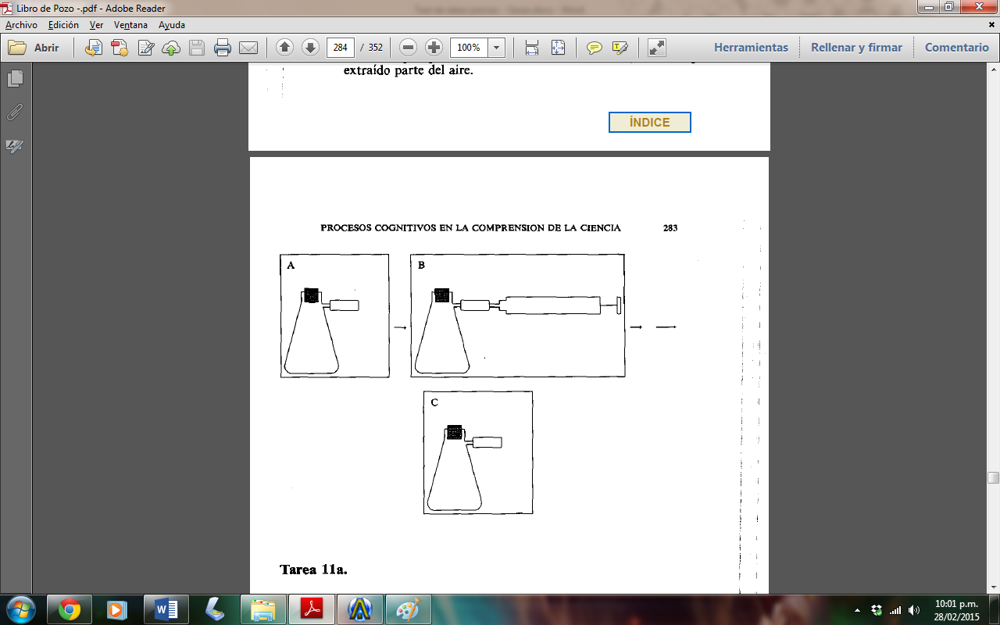 Libro de Pozo -.pdf - Adobe Reader
Archivo Edición Ver Ventana Ayuda
Abrir 284 / 352 100% Herramientas Rellenar y firmar Comentario
extraído parte del aire.
ÍNDICE
PROCESOS COGNITIVOS EN LA COMPRENSION DE LA CIENCIA 283
A
B
C
Tarea 11a.
10:01 p.m.
28/02/2015